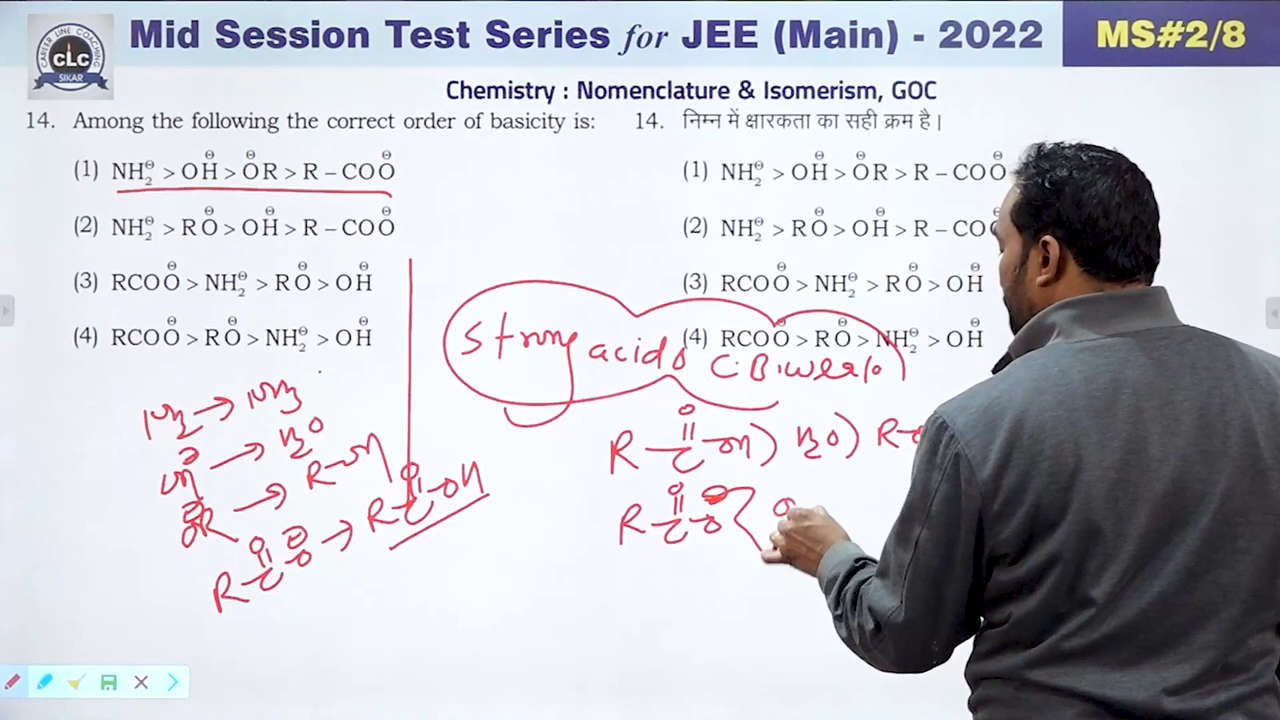 CAREER LINE COACHING
CLC
SIKAR
Mid Session Test Series for JEE (Main) - 2022
MS#2/8
Chemistry : Nomenclature & Isomerism, GOC
14. Among the following the correct order of basicity is:
(1) NH₂^⊖ > OH^⊖ > O^⊖R > R – COO^⊖
(2) NH₂^⊖ > RO^⊖ > OH^⊖ > R – COO^⊖
(3) RCOO^⊖ > NH₂^⊖ > RO^⊖ > OH^⊖
(4) RCOO^⊖ > RO^⊖ > NH₂^⊖ > OH^⊖
14. निम्न में क्षारकता का सही क्रम है।
(1) NH₂^⊖ > OH^⊖ > O^⊖R > R – COO^⊖
(2) NH₂^⊖ > RO^⊖ > OH^⊖ > R – CO
(3) RCOO^⊖ > NH₂^⊖ > RO^⊖ > OH^⊖
(4) RCOO^⊖ > RO^⊖ > NH₂^⊖ > OH^⊖
Strong acids C.B. weak
NH₂ → NH₃
OH^⊖ → H₂O
^⊖OR → R–OH
R–C(=O)–O^⊖ → R–C(=O)–OH
R–C(=O)–OH > H₂O > R–
R–C(=O)–O^⊖ <